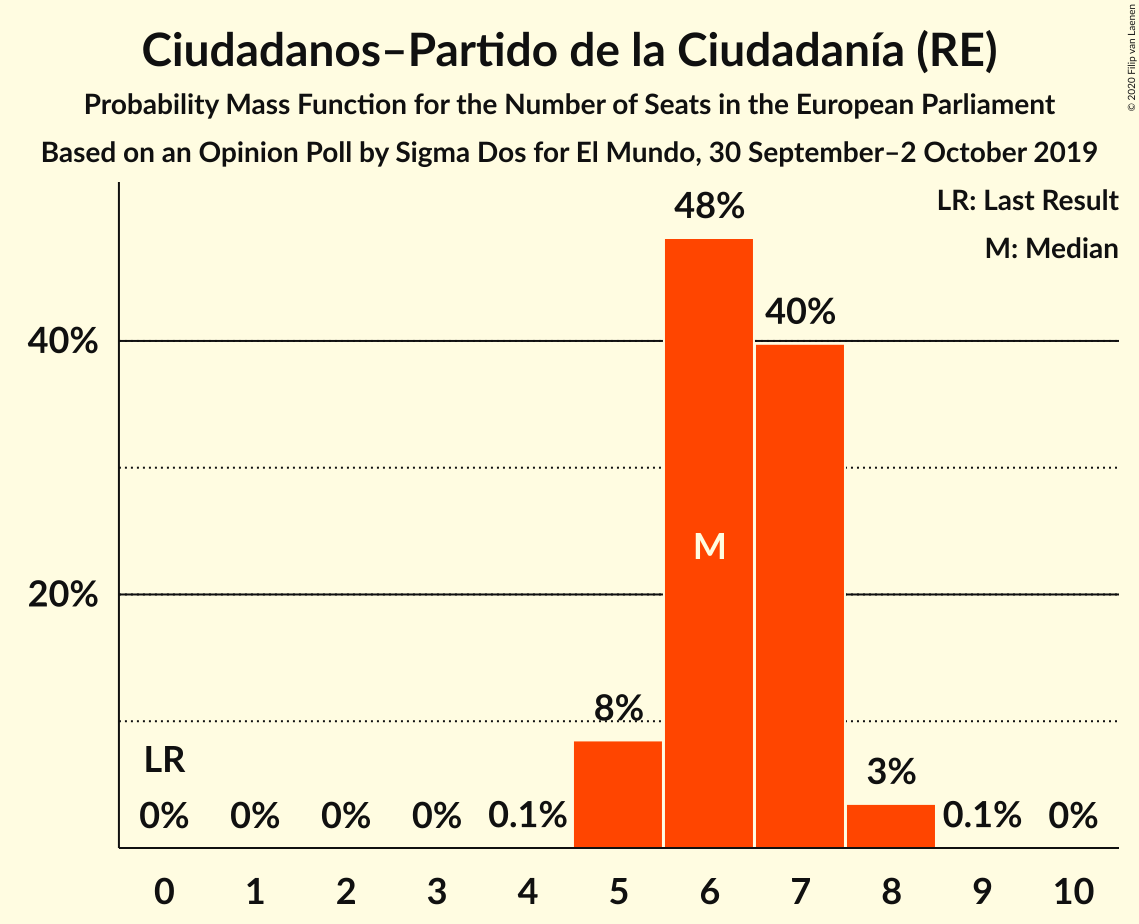 Ciudadanos–Partido de la Ciudadanía (RE)
Probability Mass Function for the Number of Seats in the European Parliament
Based on an Opinion Poll by Sigma Dos for El Mundo, 30 September–2 October 2019
© 2020 Filip van Laenen
LR: Last Result
M: Median
48%
40%
40%
M
20%
8%
LR
3%
0% 0% 0% 0% 0.1% 0.1% 0%
0 1 2 3 4 5 6 7 8 9 10